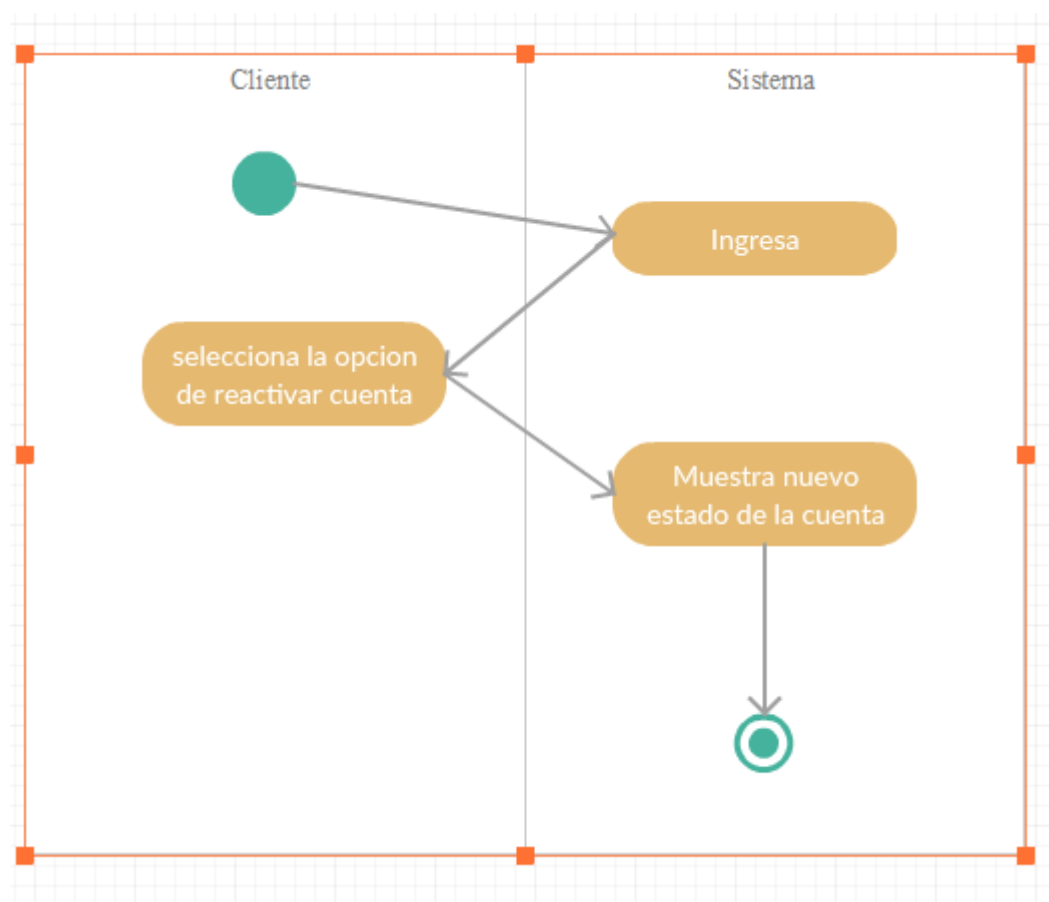 Cliente
Sistema
Ingresa
selecciona la opcion
de reactivar cuenta
Muestra nuevo
estado de la cuenta